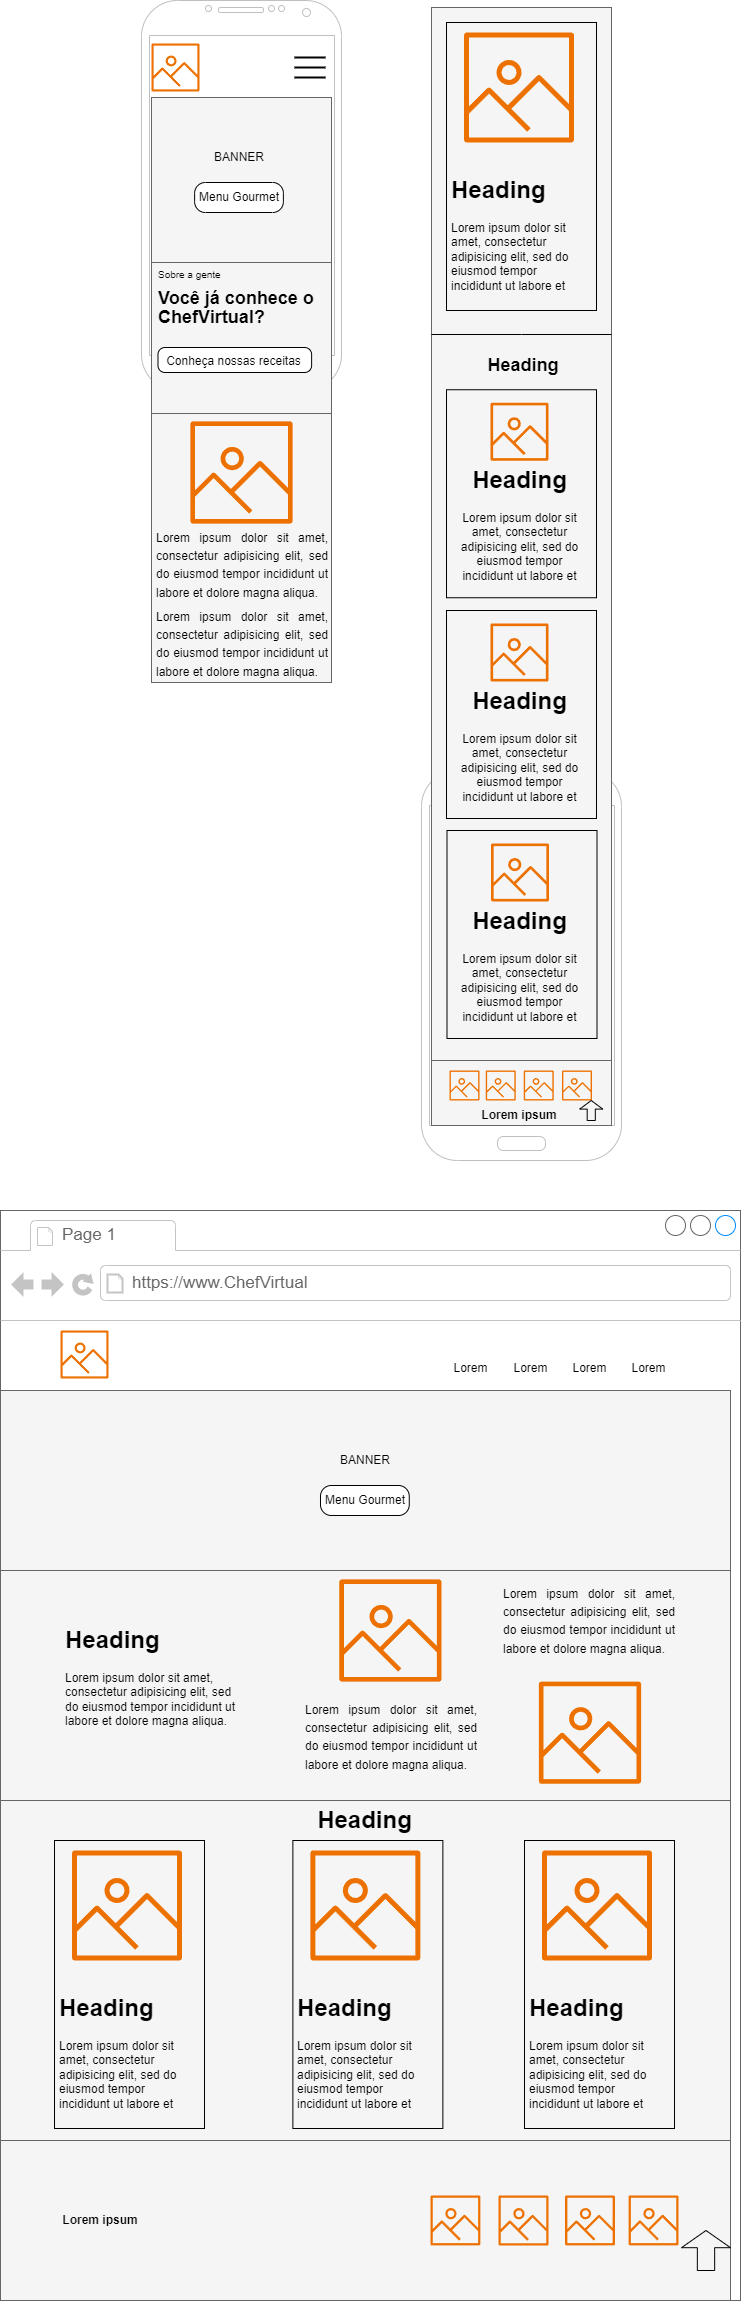 BANNER
Menu Gourmet
Sobre a gente
Você já conhece o
ChefVirtual?
Conheça nossas receitas
Lorem ipsum dolor sit amet,
consectetur adipisicing elit, sed
do eiusmod tempor incididunt ut
labore et dolore magna aliqua.
Lorem ipsum dolor sit amet,
consectetur adipisicing elit, sed
do eiusmod tempor incididunt ut
labore et dolore magna aliqua.
Heading
Lorem ipsum dolor sit
amet, consectetur
adipisicing elit, sed do
eiusmod tempor
incididunt ut labore et
Heading
Heading
Lorem ipsum dolor sit
amet, consectetur
adipisicing elit, sed do
eiusmod tempor
incididunt ut labore et
Heading
Lorem ipsum dolor sit
amet, consectetur
adipisicing elit, sed do
eiusmod tempor
incididunt ut labore et
Heading
Lorem ipsum dolor sit
amet, consectetur
adipisicing elit, sed do
eiusmod tempor
incididunt ut labore et
Lorem ipsum
Page 1
https://www.ChefVirtual
Lorem Lorem Lorem Lorem
BANNER
Menu Gourmet
Heading
Lorem ipsum dolor sit amet,
consectetur adipisicing elit, sed
do eiusmod tempor incididunt ut
labore et dolore magna aliqua.
Lorem ipsum dolor sit amet,
consectetur adipisicing elit, sed
do eiusmod tempor incididunt ut
labore et dolore magna aliqua.
Lorem ipsum dolor sit amet,
consectetur adipisicing elit, sed
do eiusmod tempor incididunt ut
labore et dolore magna aliqua.
Heading
Heading
Lorem ipsum dolor sit
amet, consectetur
adipisicing elit, sed do
eiusmod tempor
incididunt ut labore et
Heading
Lorem ipsum dolor sit
amet, consectetur
adipisicing elit, sed do
eiusmod tempor
incididunt ut labore et
Heading
Lorem ipsum dolor sit
amet, consectetur
adipisicing elit, sed do
eiusmod tempor
incididunt ut labore et
Lorem ipsum